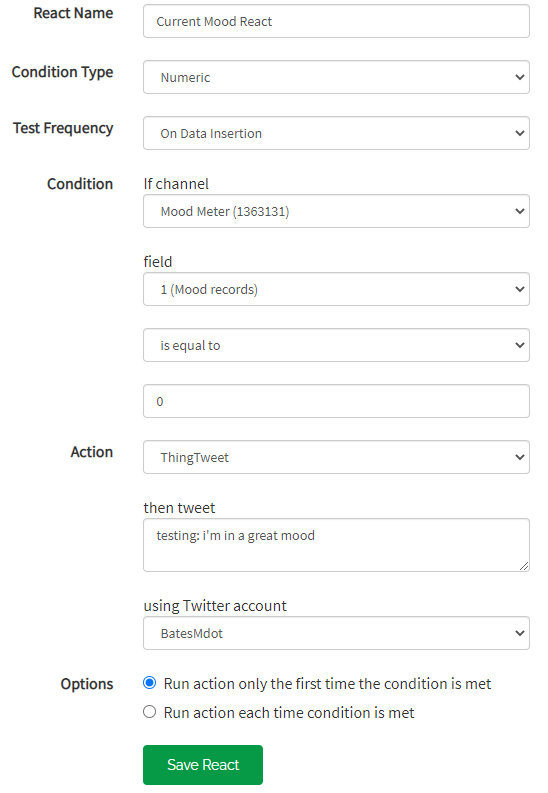 React Name
Current Mood React
Condition Type
Numeric
Test Frequency
On Data Insertion
Condition
If channel
Mood Meter (1363131)
field
1 (Mood records)
is equal to
0
Action
ThingTweet
then tweet
testing: i'm in a great mood
using Twitter account
BatesMdot
Options
Run action only the first time the condition is met
Run action each time condition is met
Save React